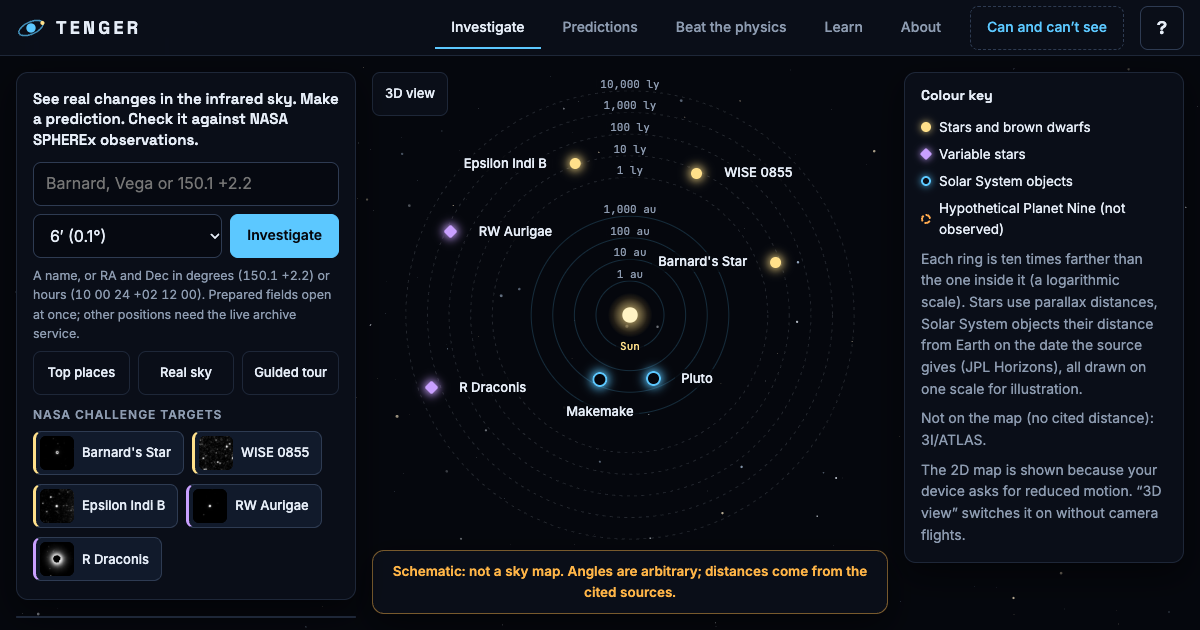 TENGER
Investigate
Predictions
Beat the physics
Learn
About
Can and can’t see
?
See real changes in the infrared sky. Make
a prediction. Check it against NASA
SPHEREx observations.
Barnard, Vega or 150.1 +2.2
6′ (0.1°)
Investigate
A name, or RA and Dec in degrees (150.1 +2.2) or
hours (10 00 24 +02 12 00). Prepared fields open
at once; other positions need the live archive
service.
Top places
Real sky
Guided tour
NASA CHALLENGE TARGETS
Barnard's Star
WISE 0855
Epsilon Indi B
RW Aurigae
R Draconis
3D view
10,000 ly
1,000 ly
100 ly
10 ly
1 ly
1,000 au
100 au
10 au
1 au
Epsilon Indi B
WISE 0855
RW Aurigae
Barnard's Star
Sun
R Draconis
Pluto
Makemake
Schematic: not a sky map. Angles are arbitrary; distances come from the
cited sources.
Colour key
Stars and brown dwarfs
Variable stars
Solar System objects
Hypothetical Planet Nine (not
observed)
Each ring is ten times farther than
the one inside it (a logarithmic
scale). Stars use parallax distances,
Solar System objects their distance
from Earth on the date the source
gives (JPL Horizons), all drawn on
one scale for illustration.
Not on the map (no cited distance):
3I/ATLAS.
The 2D map is shown because your
device asks for reduced motion. “3D
view” switches it on without camera
flights.